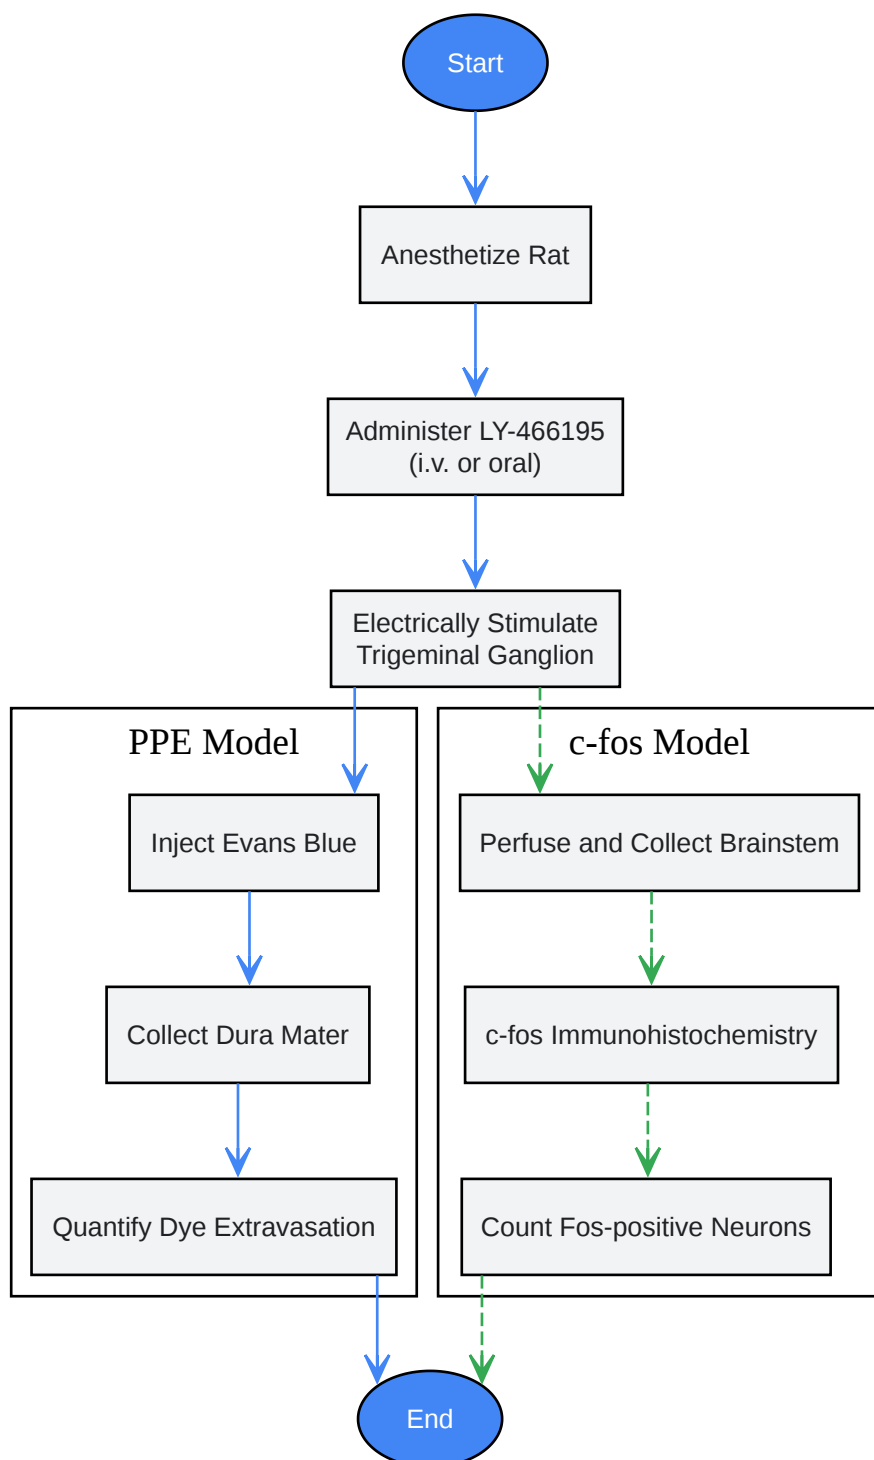 Start
Anesthetize Rat
Administer LY-466195
(i.v. or oral)
Electrically Stimulate
Trigeminal Ganglion
PPE Model
Inject Evans Blue
Collect Dura Mater
Quantify Dye Extravasation
c-fos Model
Perfuse and Collect Brainstem
c-fos Immunohistochemistry
Count Fos-positive Neurons
End